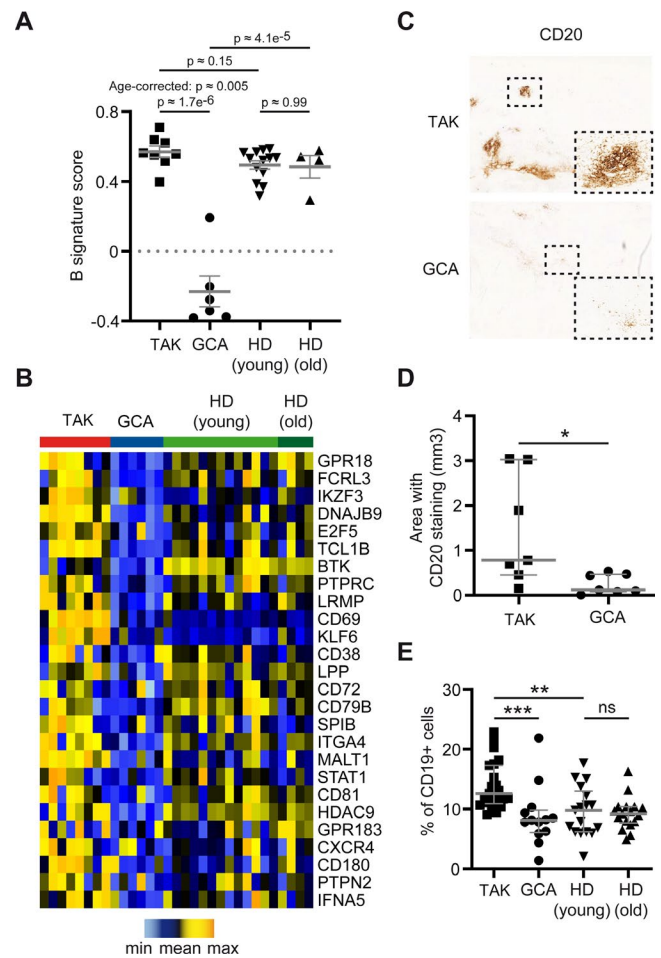 A
p ≈ 4.1e-5
p ≈ 0.15
Age-corrected: p ≈ 0.005
p ≈ 1.7e-6
p ≈ 0.99
B signature score
0.8
0.4
0
-0.4
TAK
GCA
HD
(young)
HD
(old)
B
TAK
GCA
HD
(young)
HD
(old)
GPR18
FCRL3
IKZF3
DNAJB9
E2F5
TCL1B
BTK
PTPRC
LRMP
CD69
KLF6
CD38
LPP
CD72
CD79B
SPIB
ITGA4
MALT1
STAT1
CD81
HDAC9
GPR183
CXCR4
CD180
PTPN2
IFNA5
min mean max
C
CD20
TAK
GCA
D
Area with
CD20 staining (mm3)
4
3
2
1
0
*
TAK
GCA
E
% of CD19+ cells
30
20
10
0
**
***
ns
TAK
GCA
HD
(young)
HD
(old)